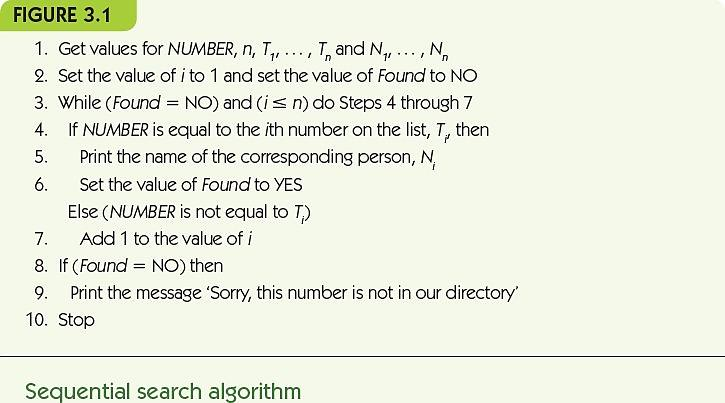 FIGURE 3.1
1. Get values for NUMBER, n, T₁, . . . , Tₙ and N₁, . . . , Nₙ
2. Set the value of i to 1 and set the value of Found to NO
3. While (Found = NO) and (i ≤ n) do Steps 4 through 7
4. If NUMBER is equal to the ith number on the list, Tᵢ, then
5. Print the name of the corresponding person, Nᵢ
6. Set the value of Found to YES
Else (NUMBER is not equal to Tᵢ)
7. Add 1 to the value of i
8. If (Found = NO) then
9. Print the message ‘Sorry, this number is not in our directory’
10. Stop
Sequential search algorithm